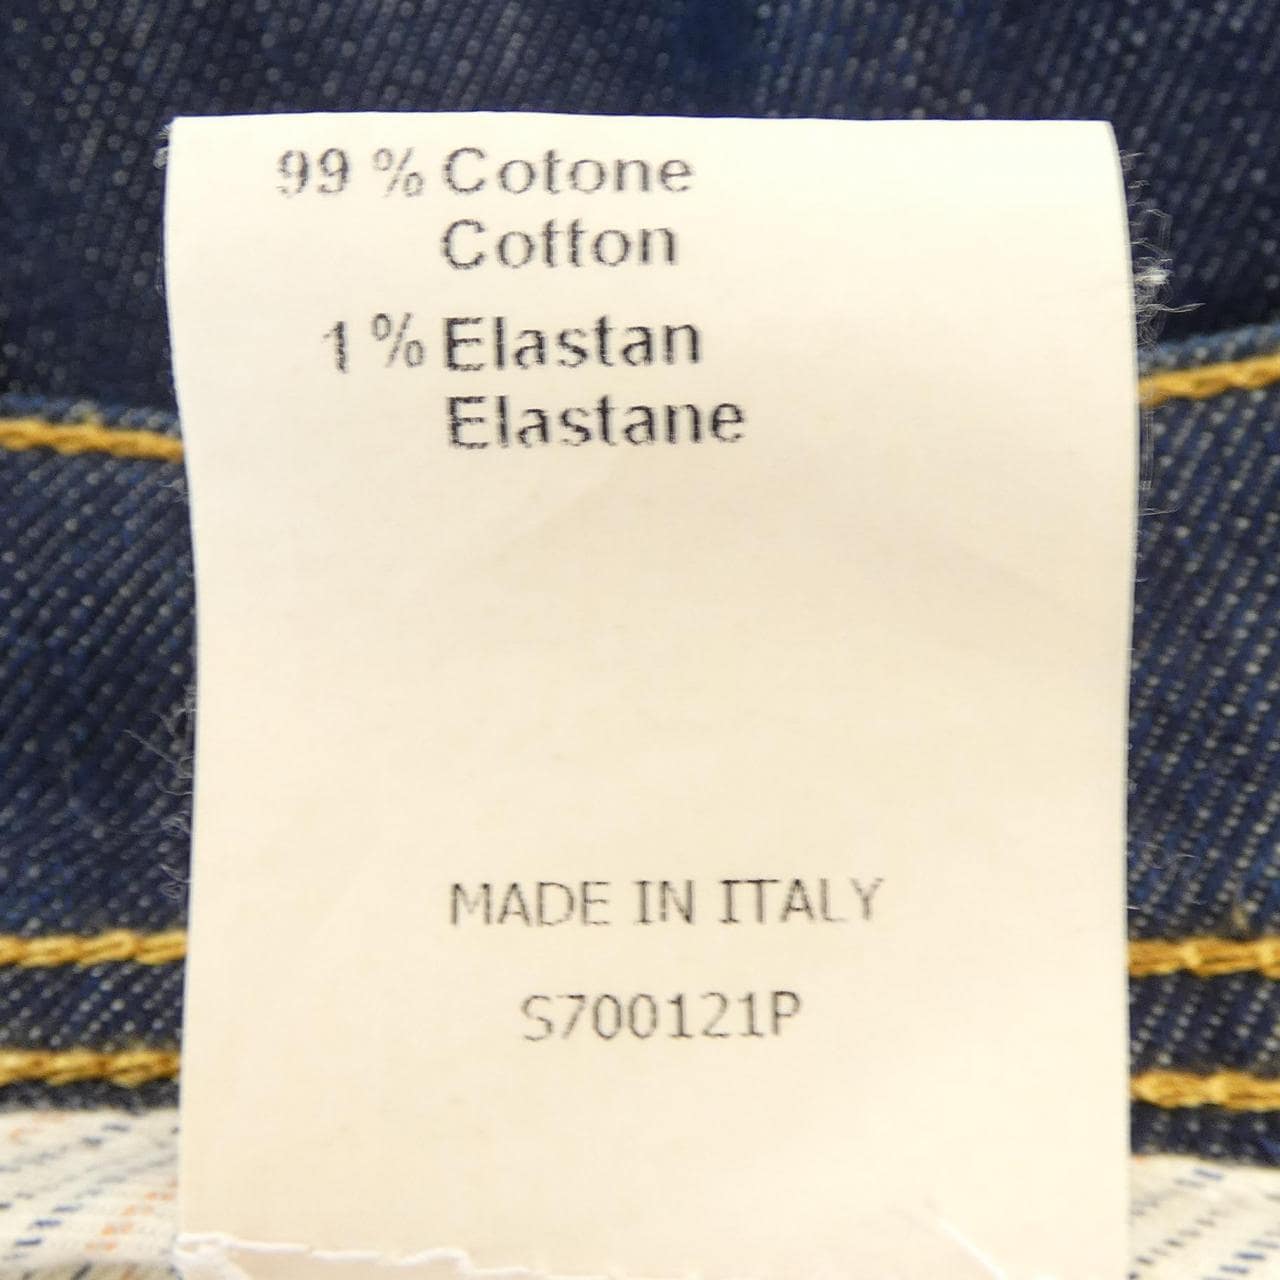 99 % Cotone
Cotton
1 % Elastan
Elastane
MADE IN ITALY
S700121P